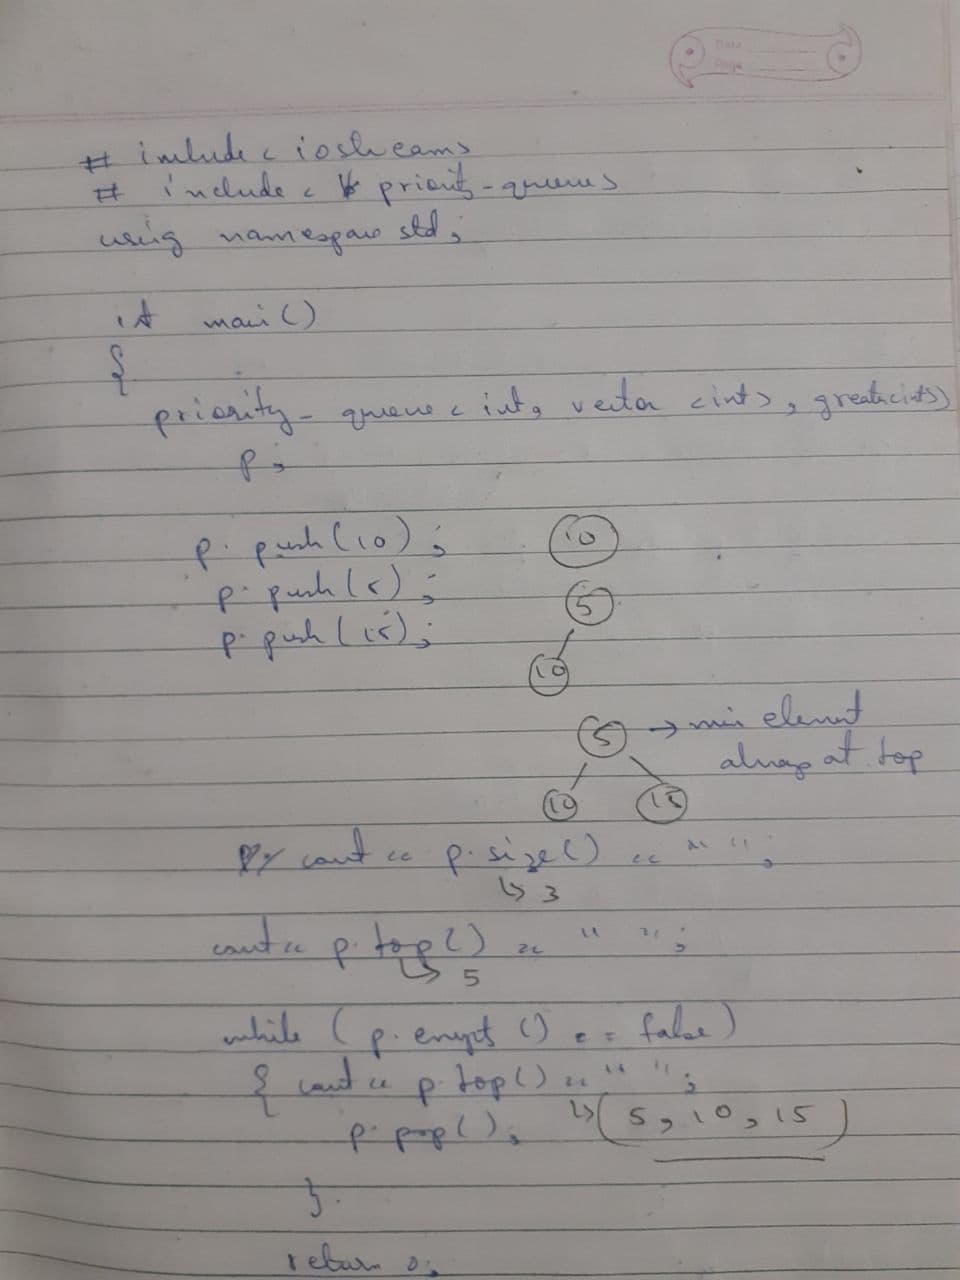 Date
Page
# include < iostream>
# include < priority-queue>
using namespace std;
int main()
{
priority- queue < int, vector <int>, greater<int>>
p;
p. push (10);
10
p. push (5);
5
p. push (15);
10
5 → min element
always at top
10 15
cout << p. size() << " ";
↳ 3
cout << p. top() << " ";
↳ 5
while ( p. empty () == false)
{ cout << p. top() << " ";
p. pop(); ↳ ( 5, 10, 15 )
}
return 0;